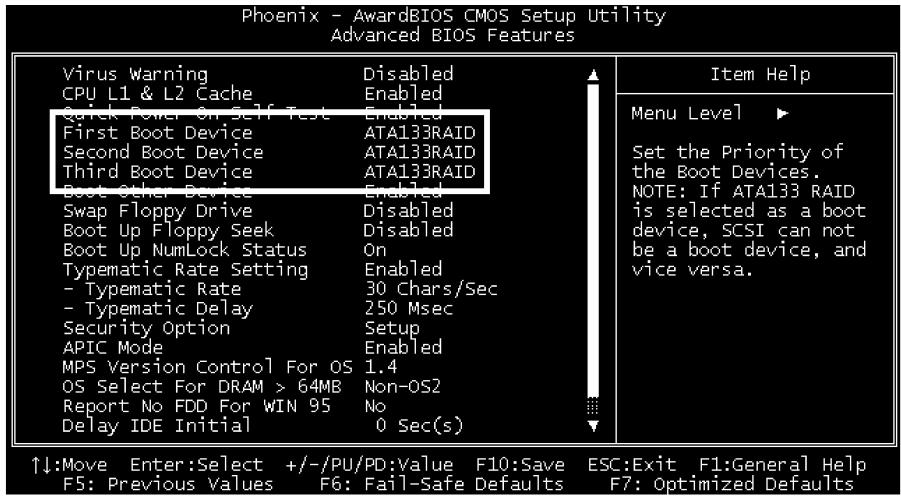 Phoenix - AwardBIOS CMOS Setup Utility
Advanced BIOS Features
Virus Warning Disabled
CPU L1 & L2 Cache Enabled
Quick Power On Self Test Enabled
First Boot Device ATA133RAID
Second Boot Device ATA133RAID
Third Boot Device ATA133RAID
Boot Other Device Enabled
Swap Floppy Drive Disabled
Boot Up Floppy Seek Disabled
Boot Up NumLock Status On
Typematic Rate Setting Enabled
- Typematic Rate 30 Chars/Sec
- Typematic Delay 250 Msec
Security Option Setup
APIC Mode Enabled
MPS Version Control For OS 1.4
OS Select For DRAM > 64MB Non-OS2
Report No FDD For WIN 95 No
Delay IDE Initial 0 Sec(s)
Item Help
Menu Level ►
Set the Priority of
the Boot Devices.
NOTE: If ATA133 RAID
is selected as a boot
device, SCSI can not
be a boot device, and
vice versa.
↑↓:Move Enter:Select +/-/PU/PD:Value F10:Save ESC:Exit F1:General Help
F5: Previous Values F6: Fail-Safe Defaults F7: Optimized Defaults